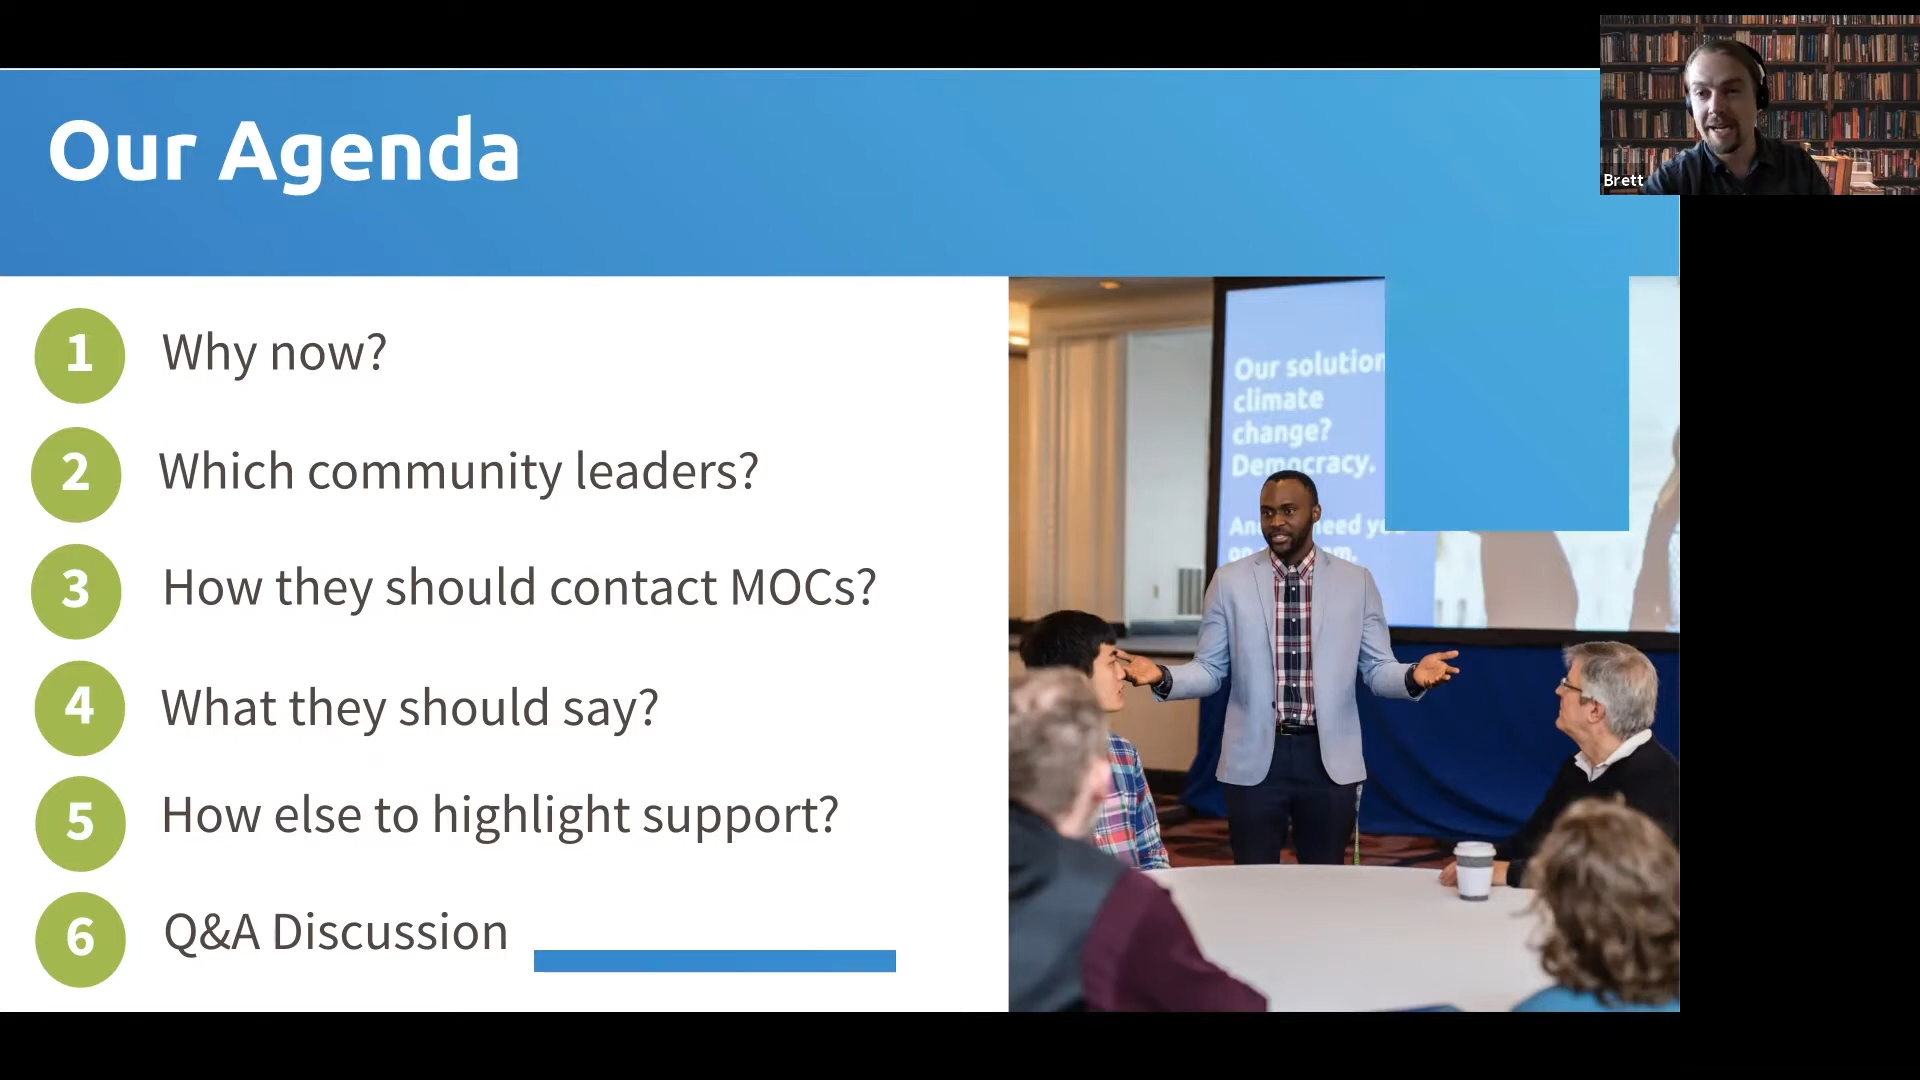 Our Agenda
Brett
1 Why now?
2 Which community leaders?
3 How they should contact MOCs?
4 What they should say?
5 How else to highlight support?
6 Q&A Discussion
Our solution
climate
change?
Democracy.
need